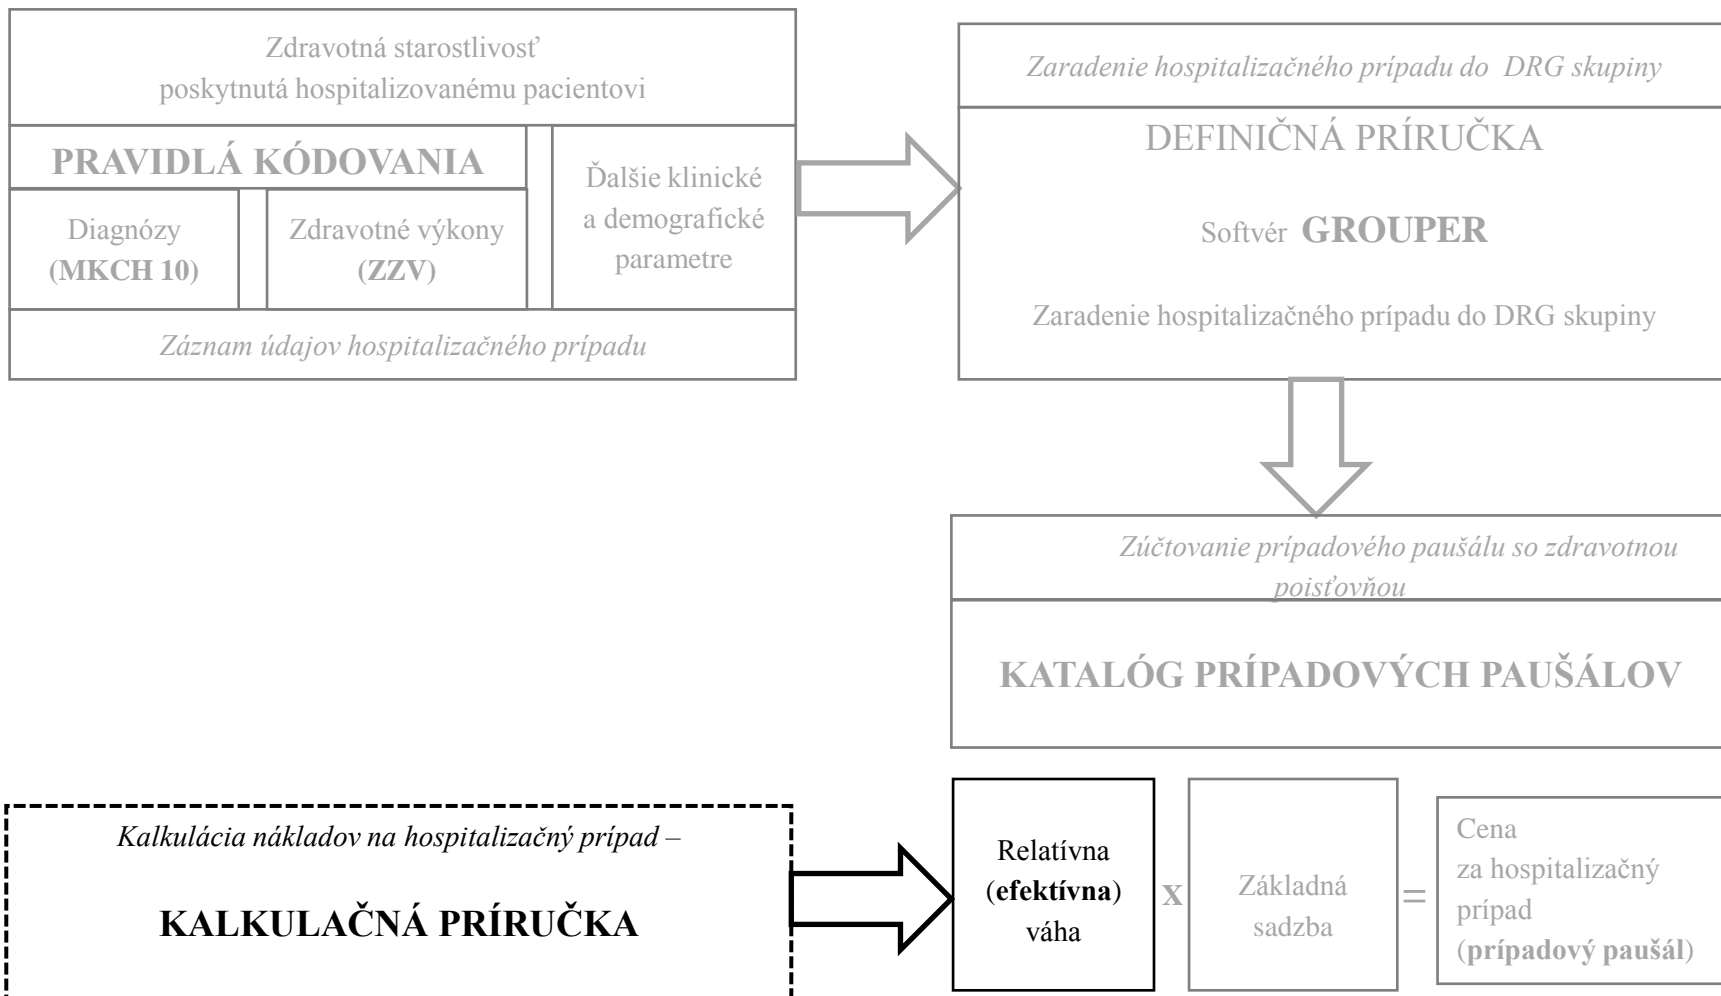 Zdravotná starostlivosť
poskytnutá hospitalizovanému pacientovi
PRAVIDLÁ KÓDOVANIA
Diagnózy
(MKCH 10)
Zdravotné výkony
(ZZV)
Ďalšie klinické
a demografické
parametre
Záznam údajov hospitalizačného prípadu
Zaradenie hospitalizačného prípadu do DRG skupiny
DEFINIČNÁ PRÍRUČKA
Softvér GROUPER
Zaradenie hospitalizačného prípadu do DRG skupiny
Zúčtovanie prípadového paušálu so zdravotnou
poisťovňou
KATALÓG PRÍPADOVÝCH PAUŠÁLOV
Kalkulácia nákladov na hospitalizačný prípad –
KALKULAČNÁ PRÍRUČKA
Relatívna
(efektívna)
váha
x
Základná
sadzba
=
Cena
za hospitalizačný
prípad
(prípadový paušál)